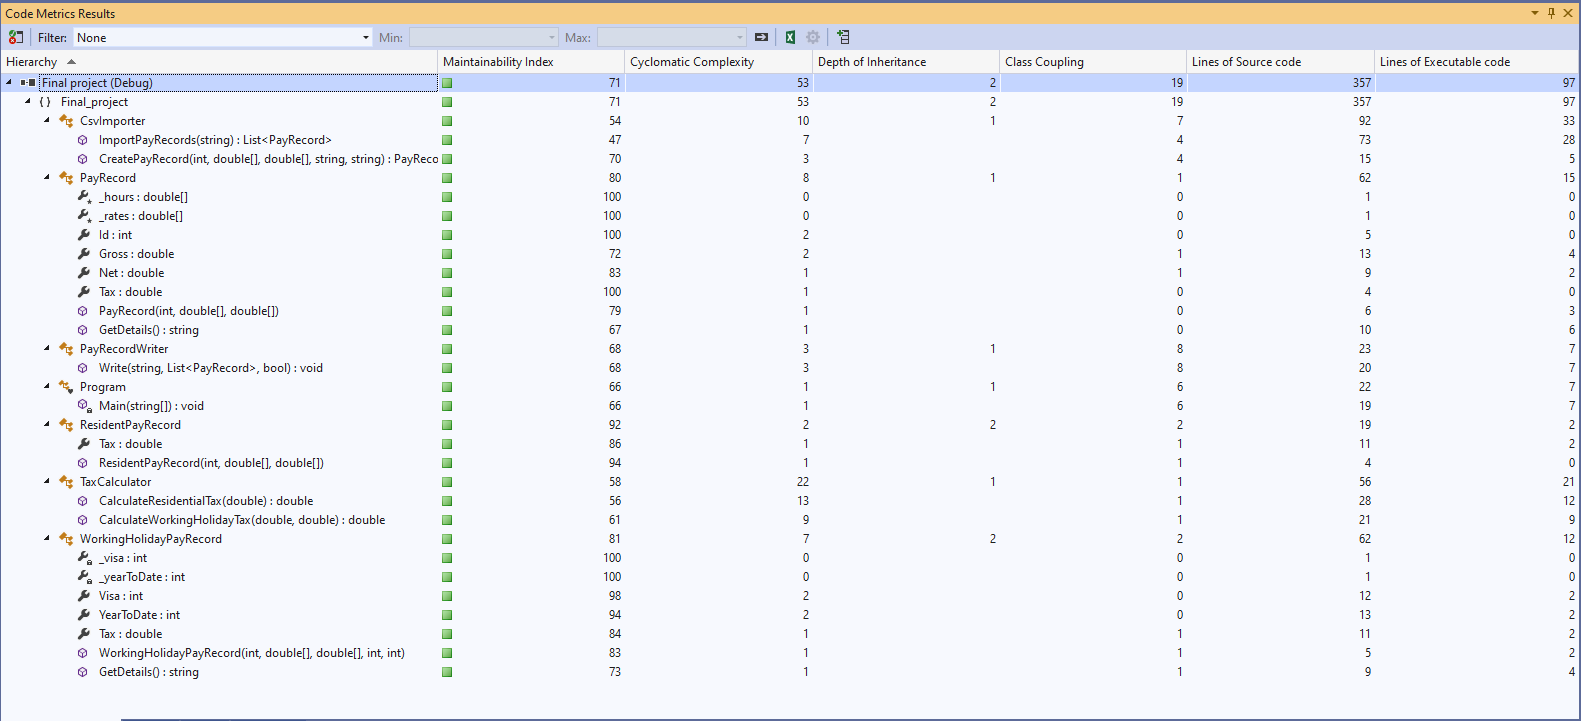 Code Metrics Results
Filter: None Min: Max:
Hierarchy Maintainability Index Cyclomatic Complexity Depth of Inheritance Class Coupling Lines of Source code Lines of Executable code
Final project (Debug) 71 53 2 19 357 97
{ } Final_project 71 53 2 19 357 97
CsvImporter 54 10 1 7 92 33
ImportPayRecords(string) : List<PayRecord> 47 7 4 73 28
CreatePayRecord(int, double[], double[], string, string) : PayReco 70 3 4 15 5
PayRecord 80 8 1 1 62 15
_hours : double[] 100 0 0 1 0
_rates : double[] 100 0 0 1 0
Id : int 100 2 0 5 0
Gross : double 72 2 1 13 4
Net : double 83 1 1 9 2
Tax : double 100 1 0 4 0
PayRecord(int, double[], double[]) 79 1 0 6 3
GetDetails() : string 67 1 0 10 6
PayRecordWriter 68 3 1 8 23 7
Write(string, List<PayRecord>, bool) : void 68 3 8 20 7
Program 66 1 1 6 22 7
Main(string[]) : void 66 1 6 19 7
ResidentPayRecord 92 2 2 2 19 2
Tax : double 86 1 1 11 2
ResidentPayRecord(int, double[], double[]) 94 1 1 4 0
TaxCalculator 58 22 1 1 56 21
CalculateResidentialTax(double) : double 56 13 1 28 12
CalculateWorkingHolidayTax(double, double) : double 61 9 1 21 9
WorkingHolidayPayRecord 81 7 2 2 62 12
_visa : int 100 0 0 1 0
_yearToDate : int 100 0 0 1 0
Visa : int 98 2 0 12 2
YearToDate : int 94 2 0 13 2
Tax : double 84 1 1 11 2
WorkingHolidayPayRecord(int, double[], double[], int, int) 83 1 1 5 2
GetDetails() : string 73 1 1 9 4